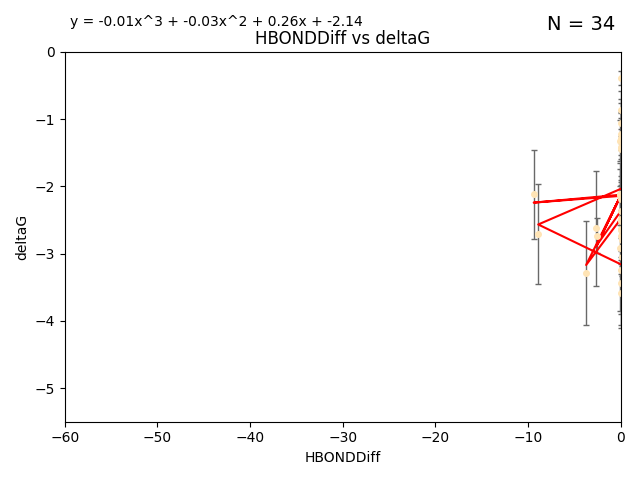 y = -0.01x^3 + -0.03x^2 + 0.26x + -2.14
N = 34
HBONDDiff vs deltaG
0
−1
−2
−3
−4
−5
deltaG
−60 −50 −40 −30 −20 −10 0
HBONDDiff